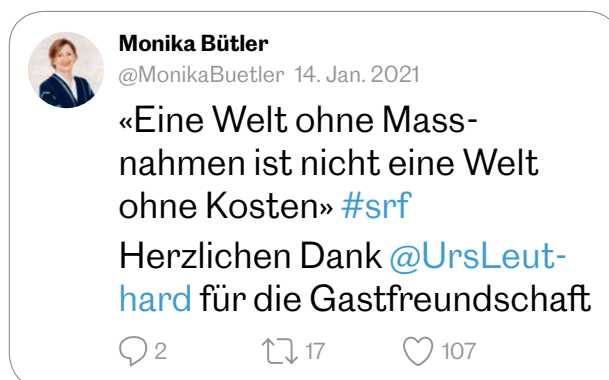 Monika Bütler
@MonikaBuetler 14. Jan. 2021
«Eine Welt ohne Mass-
nahmen ist nicht eine Welt
ohne Kosten» #srf
Herzlichen Dank @UrsLeut-
hard für die Gastfreundschaft
2 17 107